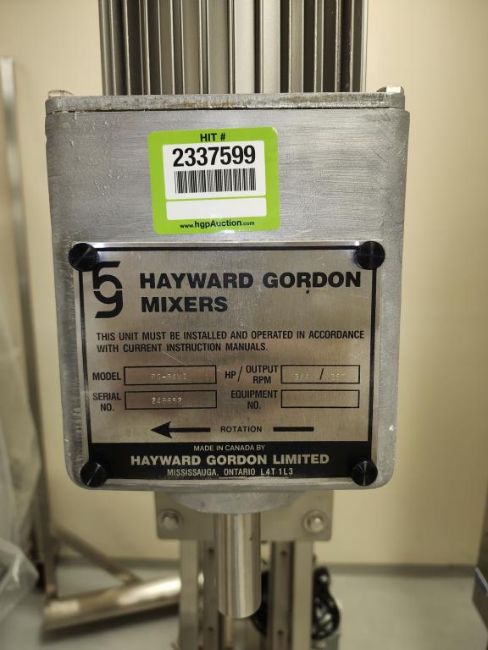 HIT #
2337599
www.hgpAuction.com
HAYWARD GORDON
MIXERS
THIS UNIT MUST BE INSTALLED AND OPERATED IN ACCORDANCE
WITH CURRENT INSTRUCTION MANUALS.
MODEL HP/OUTPUT RPM
SERIAL NO. EQUIPMENT NO.
ROTATION
MADE IN CANADA BY
HAYWARD GORDON LIMITED
MISSISSAUGA, ONTARIO L4T 1L3